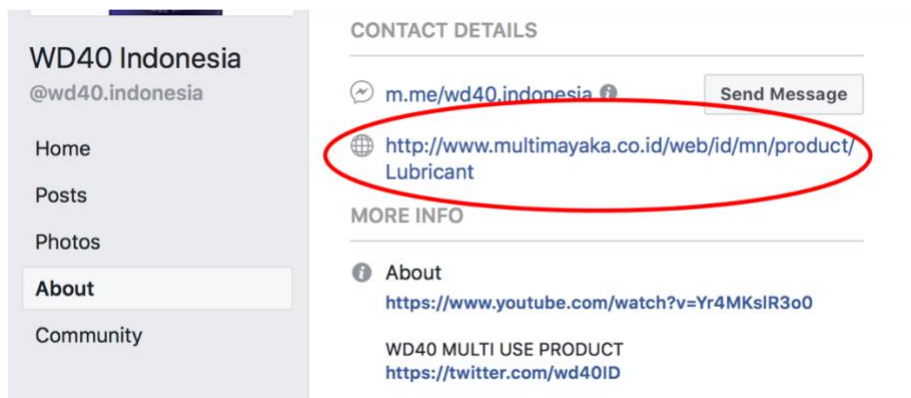 WD40 Indonesia
@wd40.indonesia
Home
Posts
Photos
About
Community
CONTACT DETAILS
m.me/wd40.indonesia
Send Message
http://www.multimayaka.co.id/web/id/mn/product/
Lubricant
MORE INFO
About
https://www.youtube.com/watch?v=Yr4MKslR3o0
WD40 MULTI USE PRODUCT
https://twitter.com/wd40ID